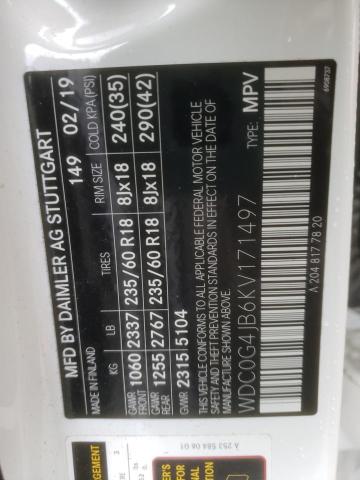 MFD BY DAIMLER AG STUTTGART
MADE IN FINLAND 149 02/19
KG LB TIRES RIM SIZE COLD KPA(PSI)
GAWR FRONT 1060 2337 235/60 R18 8Jx18 240(35)
GAWR REAR 1255 2767 235/60 R18 8Jx18 290(42)
GVWR 2315 5104
THIS VEHICLE CONFORMS TO ALL APPLICABLE FEDERAL MOTOR VEHICLE
SAFETY, BUMPER, AND THEFT PREVENTION STANDARDS IN EFFECT ON THE DATE OF
MANUFACTURE SHOWN ABOVE.
WDC0G4JB6KV171497 TYPE: MPV
A 204 817 78 20
6908737
A 253 584 06 01